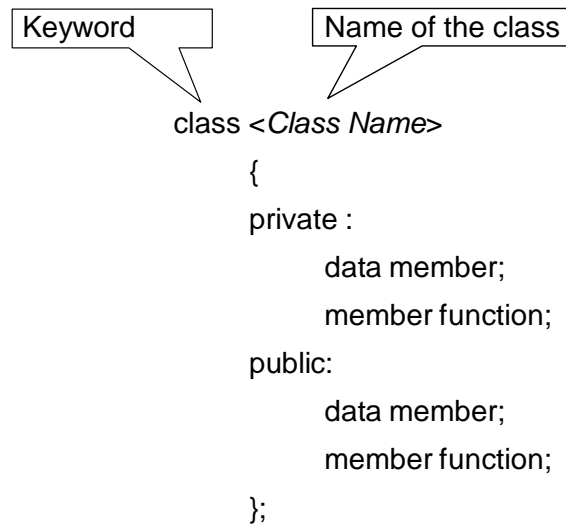 Keyword
Name of the class
class <Class Name>
{
private :
data member;
member function;
public:
data member;
member function;
};